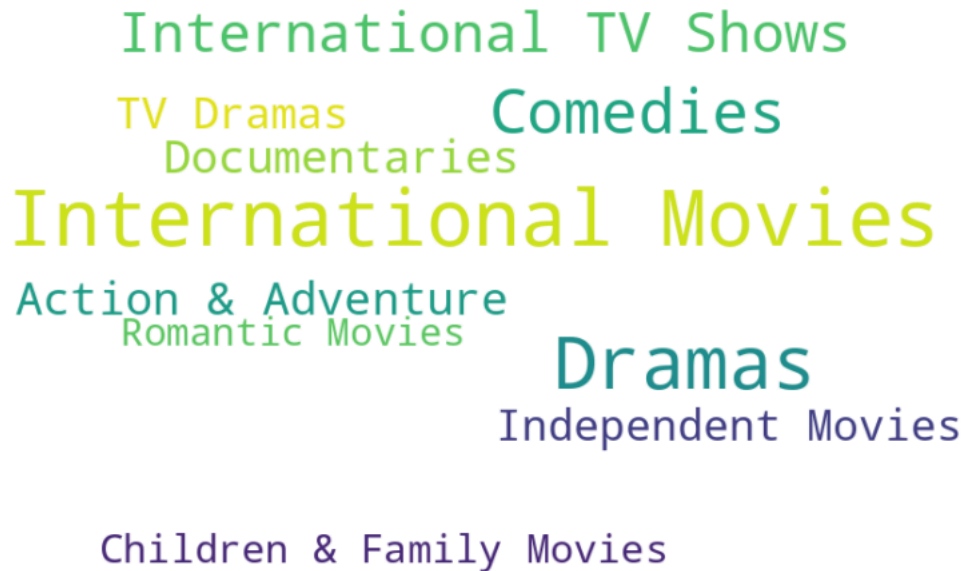 International TV Shows
TV Dramas
Comedies
Documentaries
International Movies
Action & Adventure
Romantic Movies
Dramas
Independent Movies
Children & Family Movies